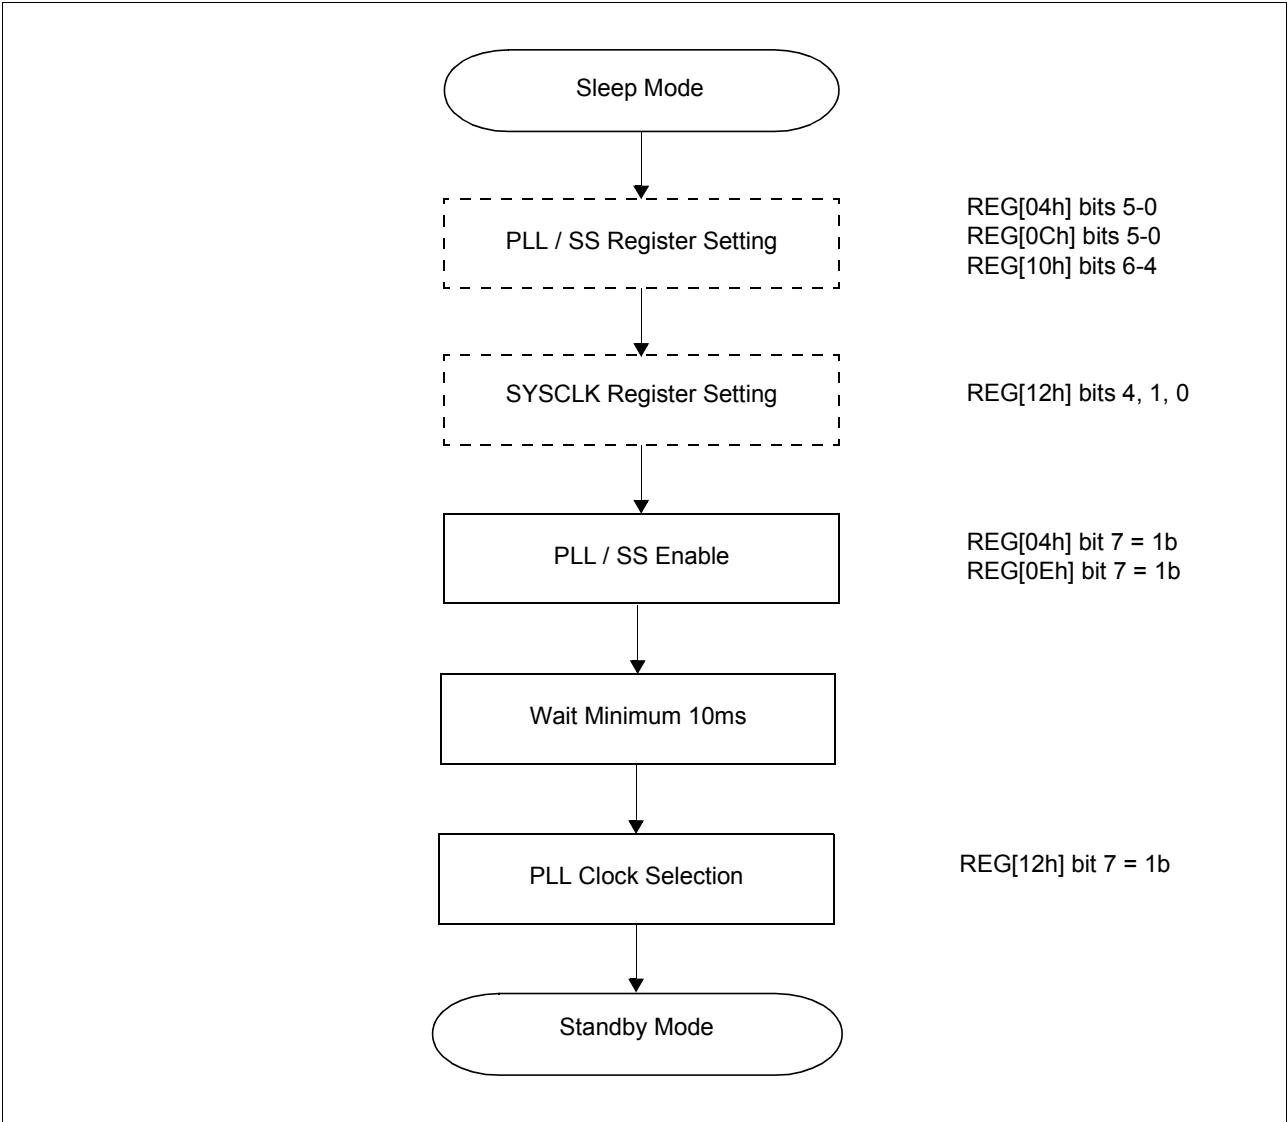 Sleep Mode
PLL / SS Register Setting
REG[04h] bits 5-0
REG[0Ch] bits 5-0
REG[10h] bits 6-4
SYSCLK Register Setting
REG[12h] bits 4, 1, 0
PLL / SS Enable
REG[04h] bit 7 = 1b
REG[0Eh] bit 7 = 1b
Wait Minimum 10ms
PLL Clock Selection
REG[12h] bit 7 = 1b
Standby Mode